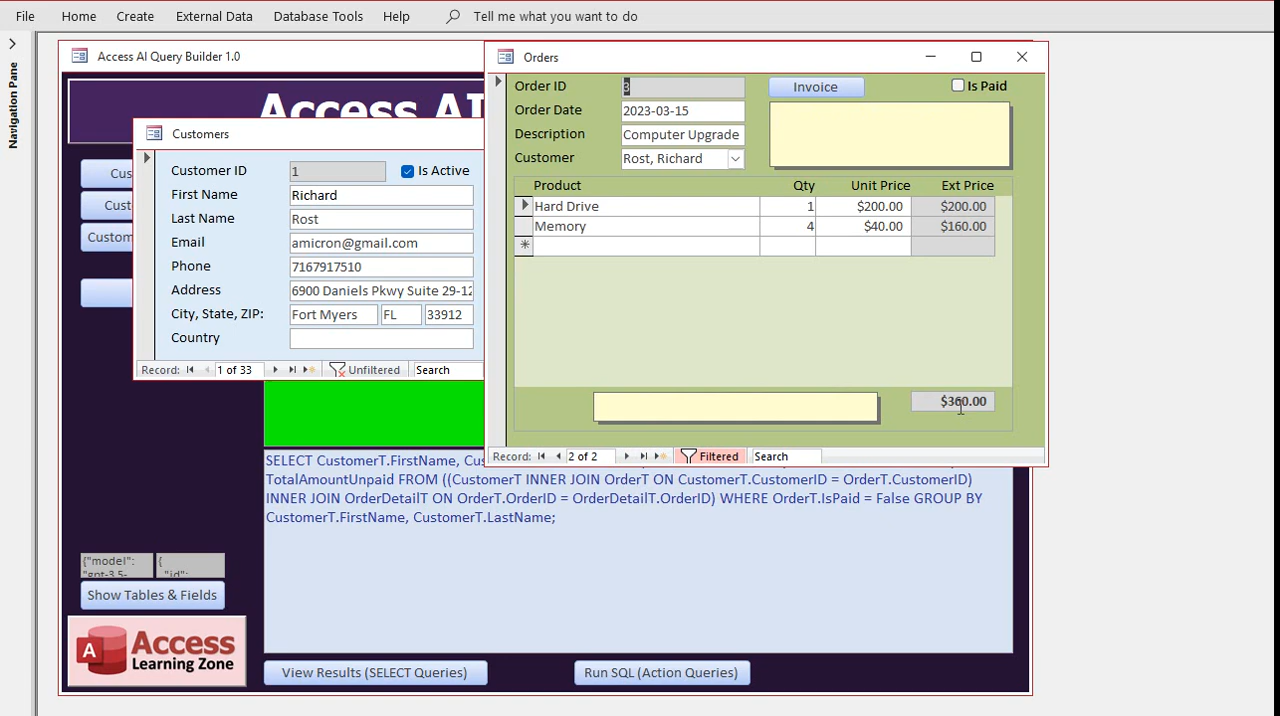 File Home Create External Data Database Tools Help Tell me what you want to do
Navigation Pane
Access AI Query Builder 1.0
Access AI
Cus
Cust
Custom
Customers
Customer ID 1 Is Active
First Name Richard
Last Name Rost
Email amicron@gmail.com
Phone 7167917510
Address 6900 Daniels Pkwy Suite 29-12
City, State, ZIP: Fort Myers FL 33912
Country
Record: 1 of 33 Unfiltered Search
Orders
Order ID 3 Invoice Is Paid
Order Date 2023-03-15
Description Computer Upgrade
Customer Rost, Richard
Product Qty Unit Price Ext Price
Hard Drive 1 $200.00 $200.00
Memory 4 $40.00 $160.00
$360.00
Record: 2 of 2 Filtered Search
SELECT CustomerT.FirstName,
TotalAmountUnpaid FROM ((CustomerT INNER JOIN OrderT ON CustomerT.CustomerID = OrderT.CustomerID)
INNER JOIN OrderDetailT ON OrderT.OrderID = OrderDetailT.OrderID) WHERE OrderT.IsPaid = False GROUP BY
CustomerT.FirstName, CustomerT.LastName;
{"model":
"gpt-3.5-
{
"id":
Show Tables & Fields
A Access
Learning Zone
View Results (SELECT Queries) Run SQL (Action Queries)